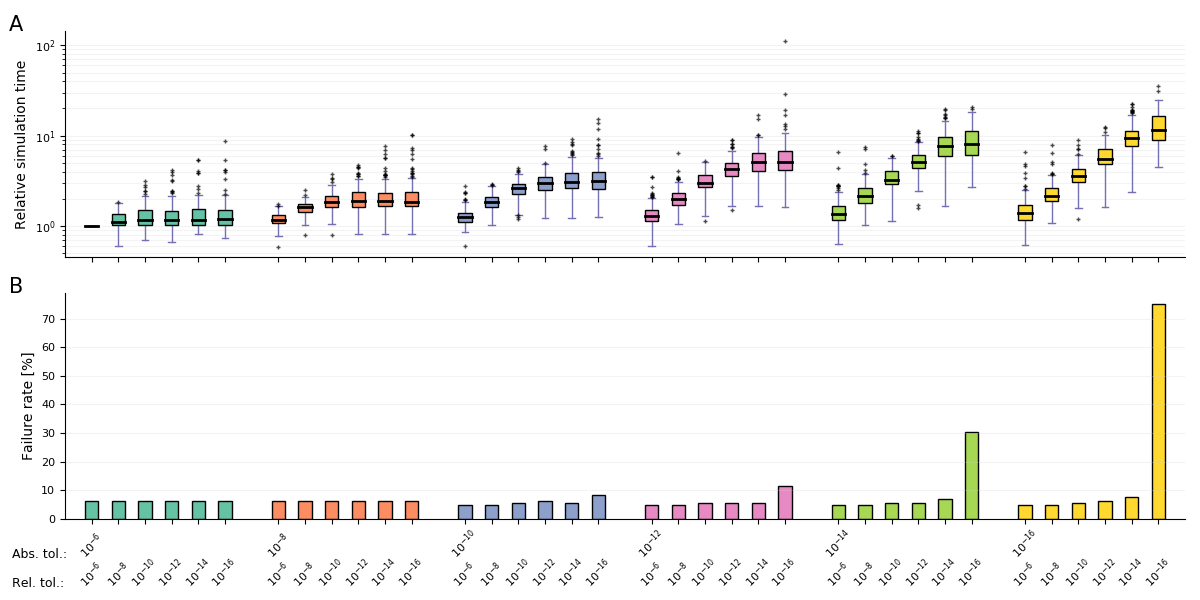 A
Relative simulation time
10²
10¹
10⁰
B
Failure rate [%]
70
60
50
40
30
20
10
0
Abs. tol.: 10⁻⁶ 10⁻⁸ 10⁻¹⁰ 10⁻¹² 10⁻¹⁴ 10⁻¹⁶
Rel. tol.: 10⁻⁶ 10⁻⁸ 10⁻¹⁰ 10⁻¹² 10⁻¹⁴ 10⁻¹⁶ 10⁻⁶ 10⁻⁸ 10⁻¹⁰ 10⁻¹² 10⁻¹⁴ 10⁻¹⁶ 10⁻⁶ 10⁻⁸ 10⁻¹⁰ 10⁻¹² 10⁻¹⁴ 10⁻¹⁶ 10⁻⁶ 10⁻⁸ 10⁻¹⁰ 10⁻¹² 10⁻¹⁴ 10⁻¹⁶ 10⁻⁶ 10⁻⁸ 10⁻¹⁰ 10⁻¹² 10⁻¹⁴ 10⁻¹⁶ 10⁻⁶ 10⁻⁸ 10⁻¹⁰ 10⁻¹² 10⁻¹⁴ 10⁻¹⁶